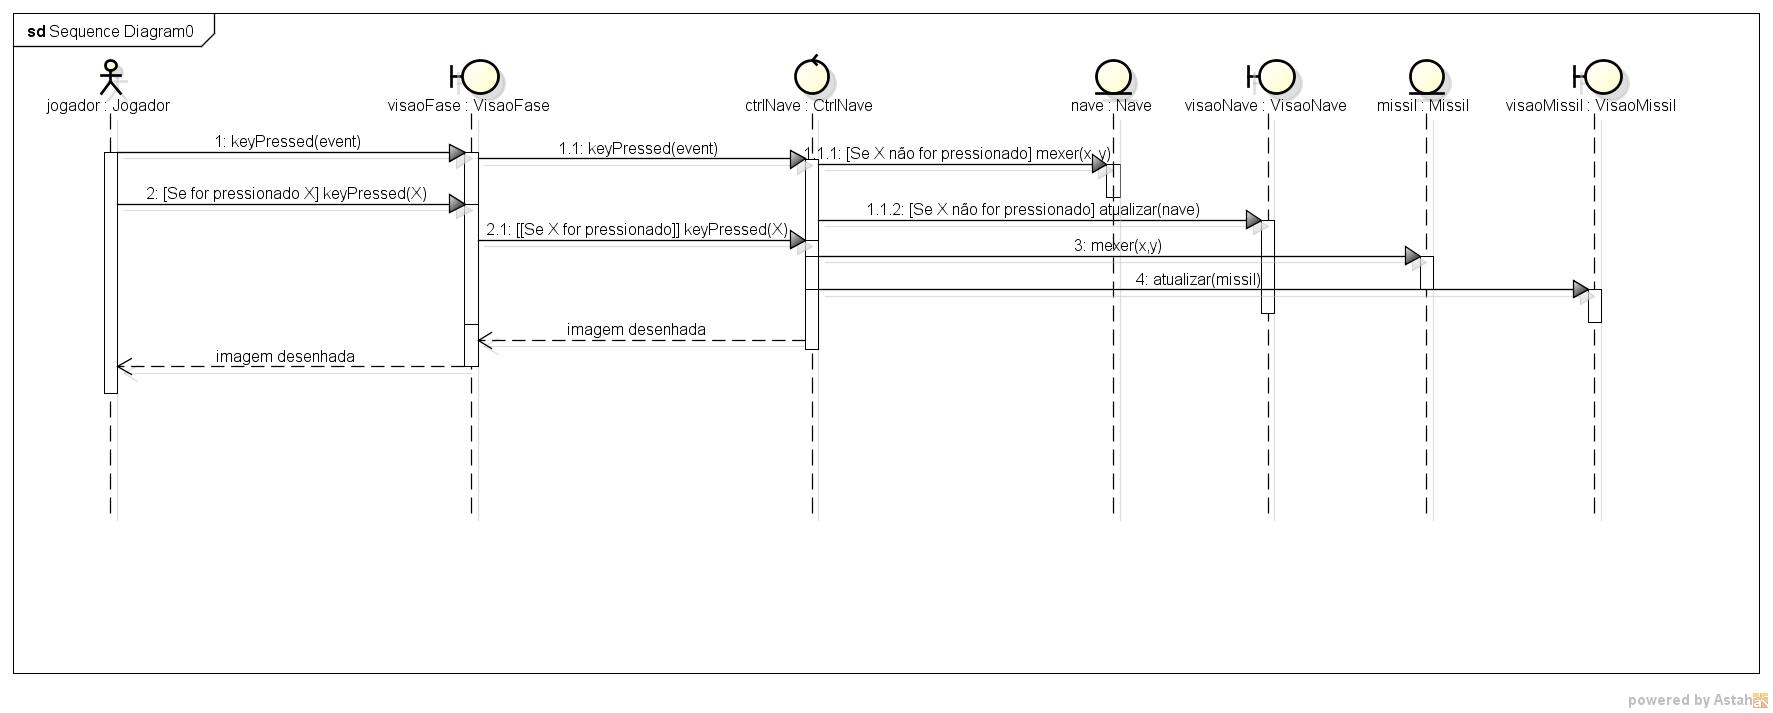 sd Sequence Diagram0
jogador : Jogador
visaoFase : VisaoFase
ctrlNave : CtrlNave
nave : Nave
visaoNave : VisaoNave
missil : Missil
visaoMissil : VisaoMissil
1: keyPressed(event)
1.1: keyPressed(event)
1.1.1: [Se X não for pressionado] mexer(x,y)
2: [Se for pressionado X] keyPressed(X)
1.1.2: [Se X não for pressionado] atualizar(nave)
2.1: [[Se X for pressionado]] keyPressed(X)
3: mexer(x,y)
4: atualizar(missil)
imagem desenhada
imagem desenhada
powered by Astah